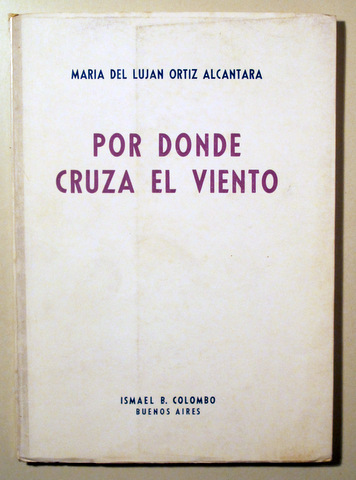 MARIA DEL LUJAN ORTIZ ALCANTARA
POR DONDE
CRUZA EL VIENTO
ISMAEL B. COLOMBO
BUENOS AIRES